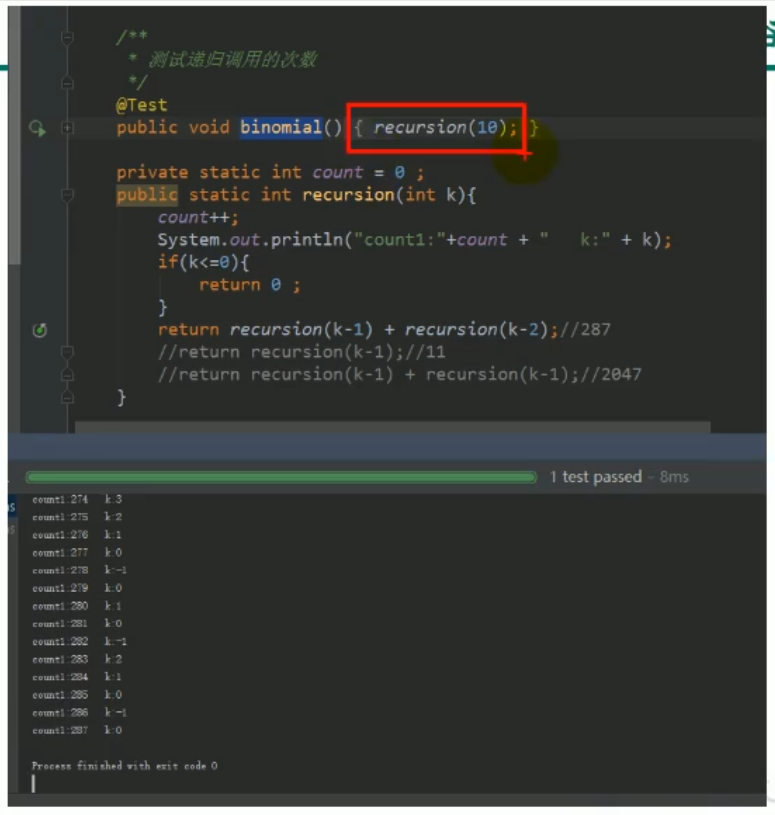 /**
* 测试递归调用的次数
*/
@Test
public void binomial() { recursion(10); }
private static int count = 0 ;
public static int recursion(int k){
count++;
System.out.println("count1:"+count + "   k:" + k);
if(k<=0){
return 0 ;
}
return recursion(k-1) + recursion(k-2);//287
//return recursion(k-1);//11
//return recursion(k-1) + recursion(k-1);//2047
}
1 test passed – 8ms
count1:274   k:3
count1:275   k:2
count1:276   k:1
count1:277   k:0
count1:278   k:-1
count1:279   k:0
count1:280   k:1
count1:281   k:0
count1:282   k:-1
count1:283   k:2
count1:284   k:1
count1:285   k:0
count1:286   k:-1
count1:287   k:0
Process finished with exit code 0